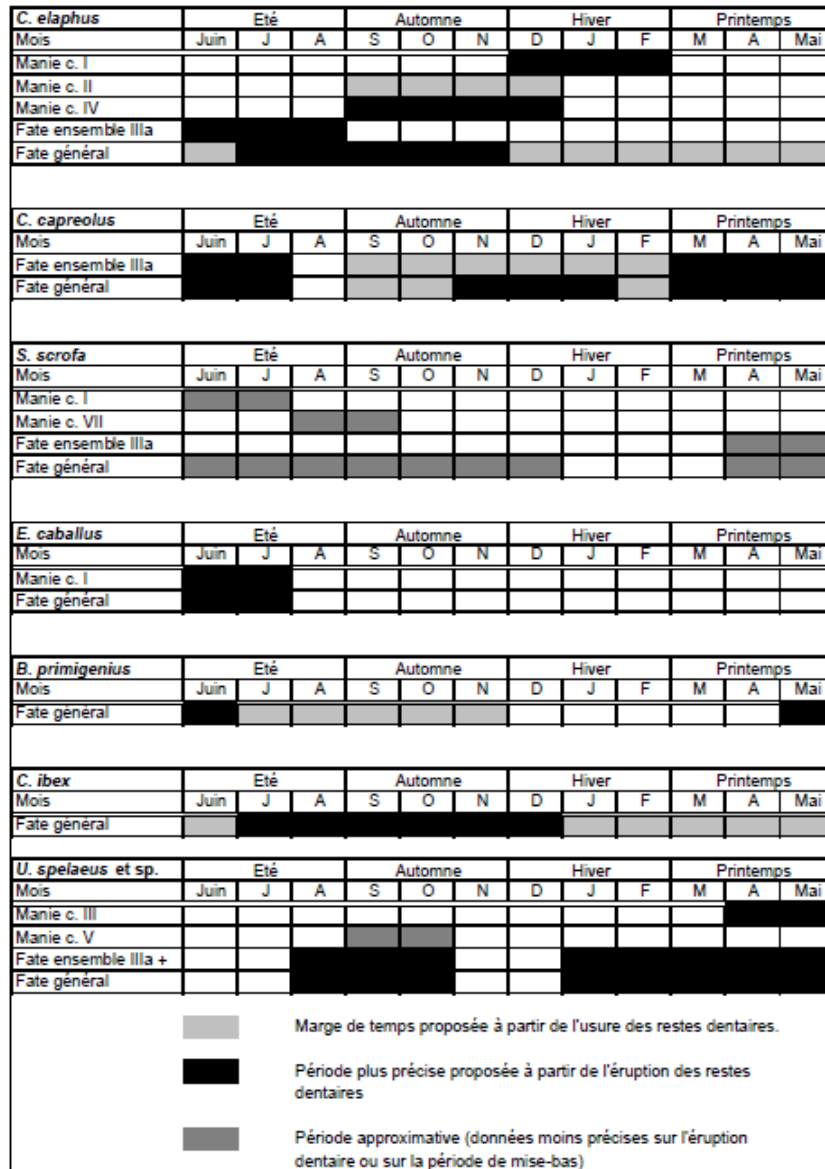 C. elaphus Eté Automne Hiver Printemps
Mois Juin J A S O N D J F M A Mai
Manie c. I
Manie c. II
Manie c. IV
Fate ensemble IIIa
Fate général
C. capreolus Eté Automne Hiver Printemps
Mois Juin J A S O N D J F M A Mai
Fate ensemble IIIa
Fate général
S. scrofa Eté Automne Hiver Printemps
Mois Juin J A S O N D J F M A Mai
Manie c. I
Manie c. VII
Fate ensemble IIIa
Fate général
E. caballus Eté Automne Hiver Printemps
Mois Juin J A S O N D J F M A Mai
Manie c. I
Fate général
B. primigenius Eté Automne Hiver Printemps
Mois Juin J A S O N D J F M A Mai
Fate général
C. ibex Eté Automne Hiver Printemps
Mois Juin J A S O N D J F M A Mai
Fate général
U. spelaeus et sp. Eté Automne Hiver Printemps
Mois Juin J A S O N D J F M A Mai
Manie c. III
Manie c. V
Fate ensemble IIIa +
Fate général
Marge de temps proposée à partir de l'usure des restes dentaires.
Période plus précise proposée à partir de l'éruption des restes
dentaires
Période approximative (données moins précises sur l'éruption
dentaire ou sur la période de mise-bas)